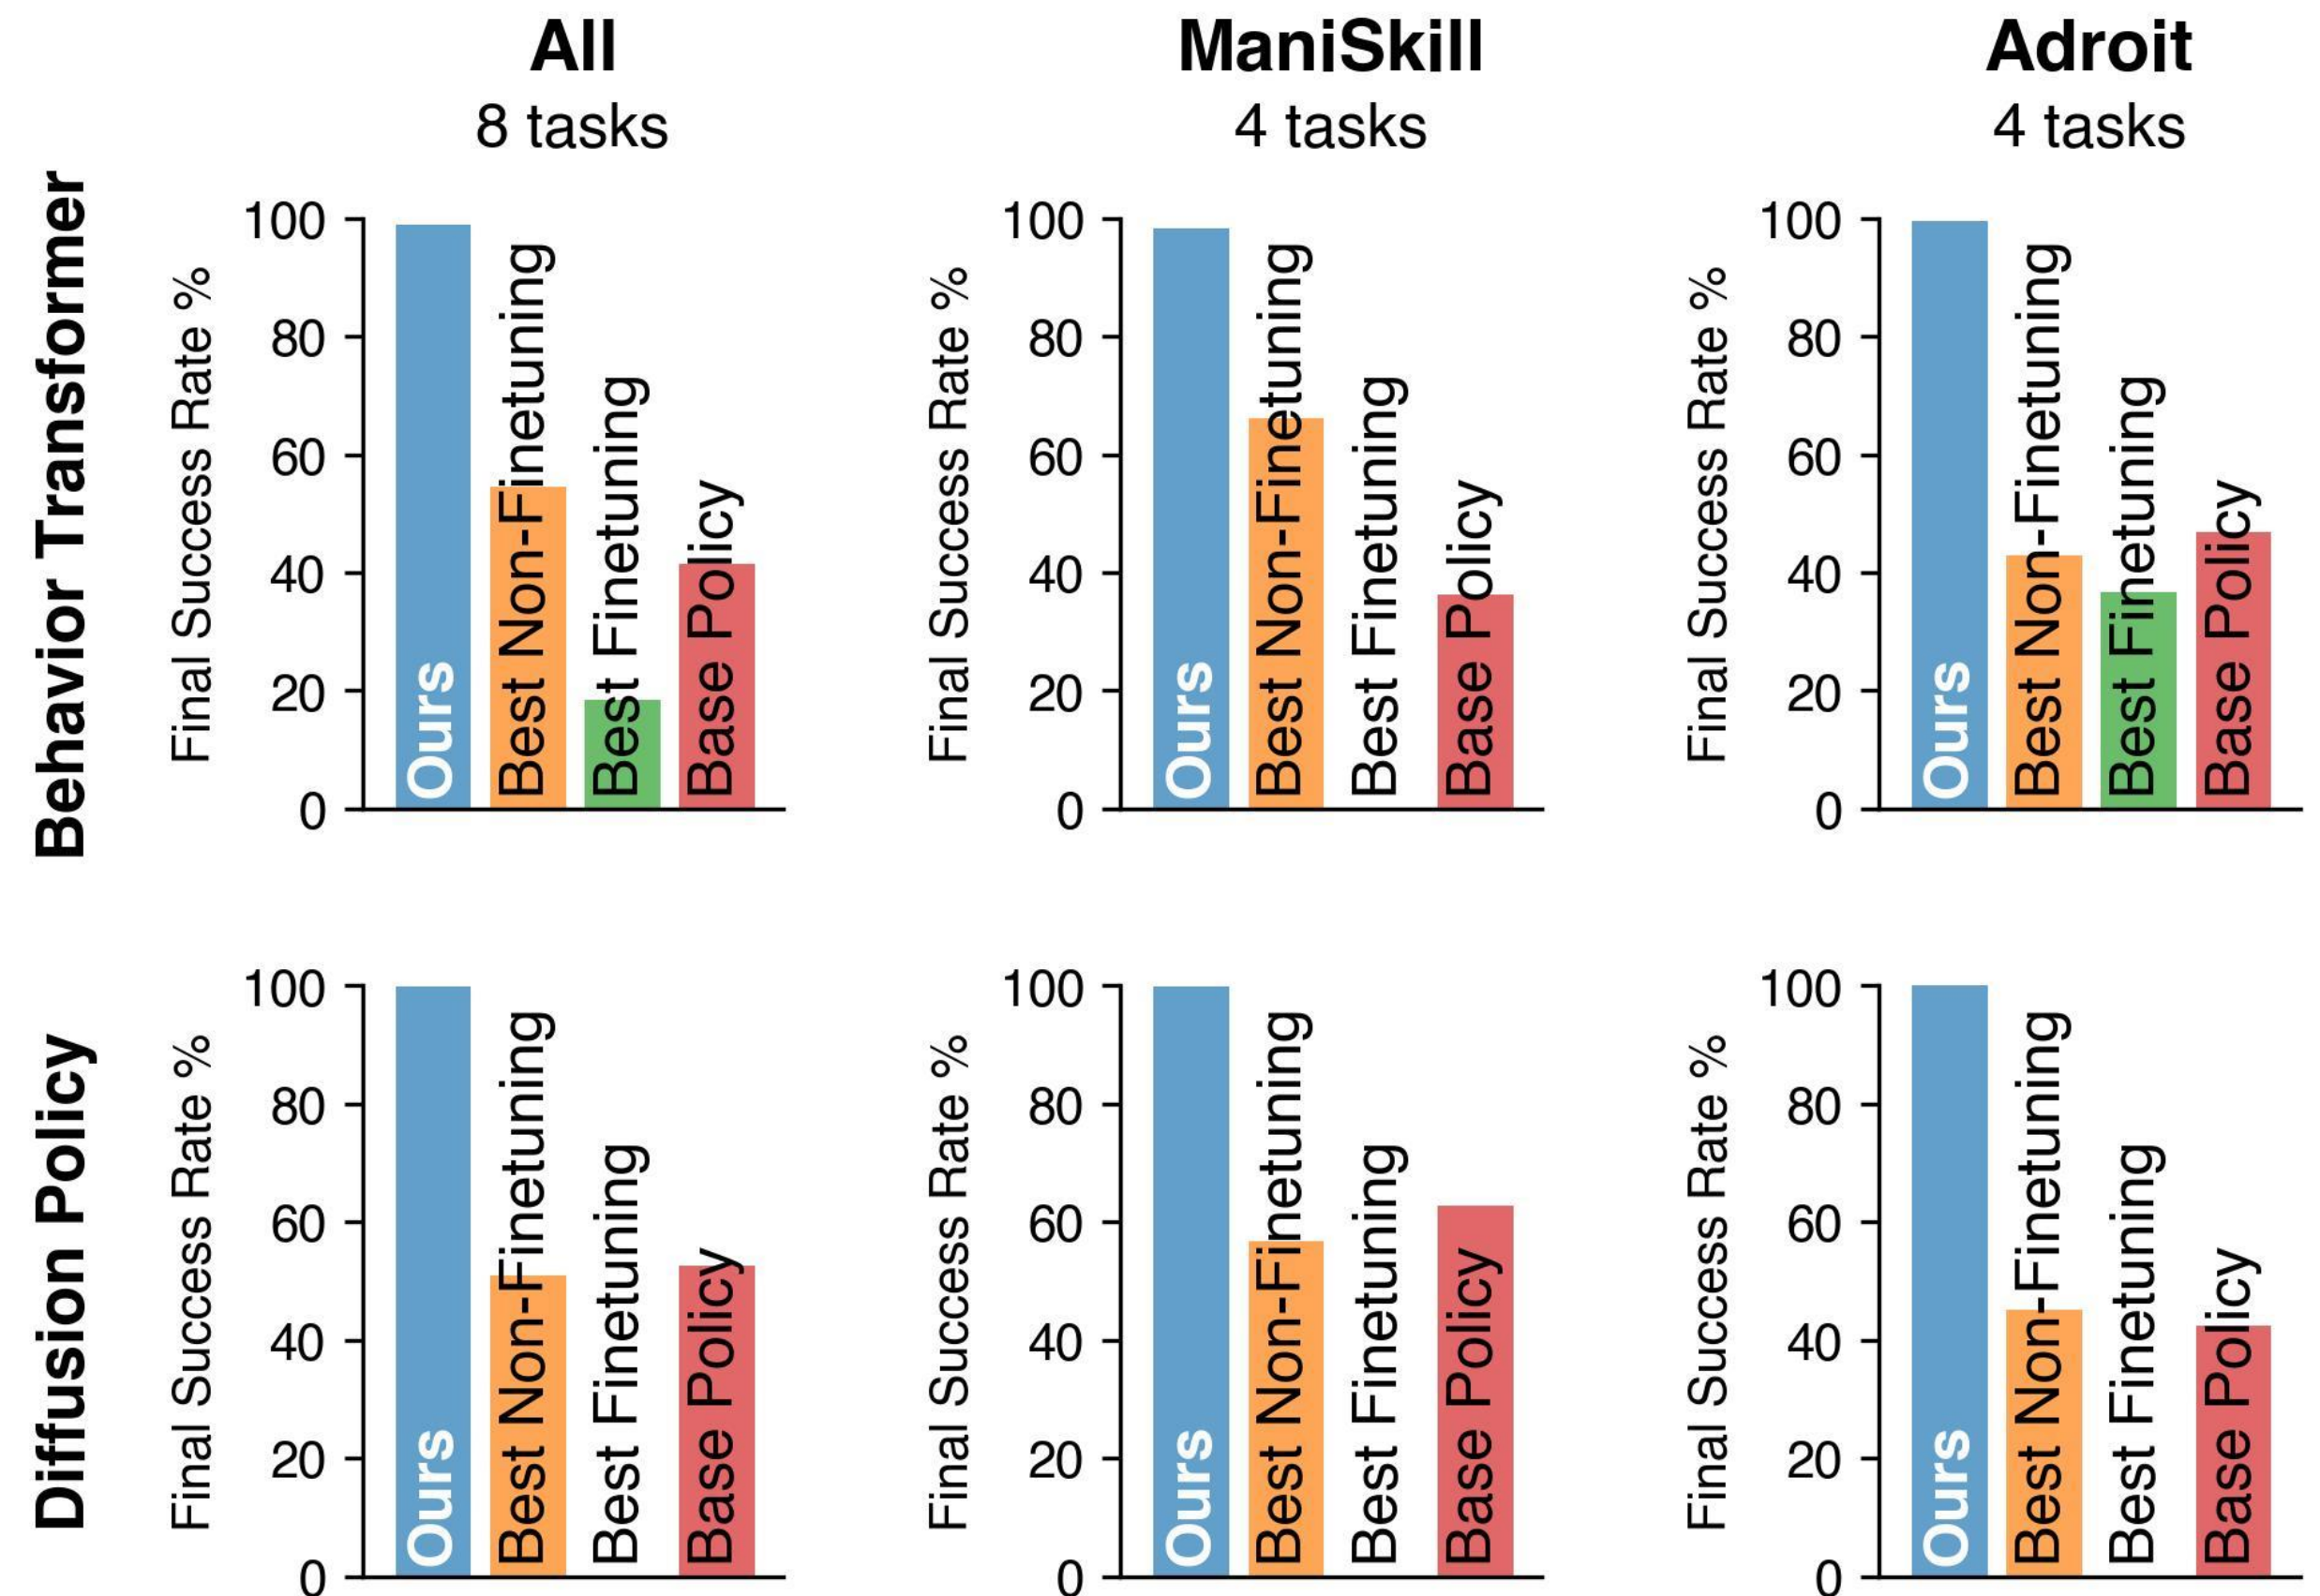 All
8 tasks
ManiSkill
4 tasks
Adroit
4 tasks
Behavior Transformer
Final Success Rate %
100
80
60
40
20
0
Ours
Best Non-Finetuning
Best Finetuning
Base Policy
Final Success Rate %
100
80
60
40
20
0
Ours
Best Non-Finetuning
Best Finetuning
Base Policy
Final Success Rate %
100
80
60
40
20
0
Ours
Best Non-Finetuning
Best Finetuning
Base Policy
Diffusion Policy
Final Success Rate %
100
80
60
40
20
0
Ours
Best Non-Finetuning
Best Finetuning
Base Policy
Final Success Rate %
100
80
60
40
20
0
Ours
Best Non-Finetuning
Best Finetuning
Base Policy
Final Success Rate %
100
80
60
40
20
0
Ours
Best Non-Finetuning
Best Finetuning
Base Policy